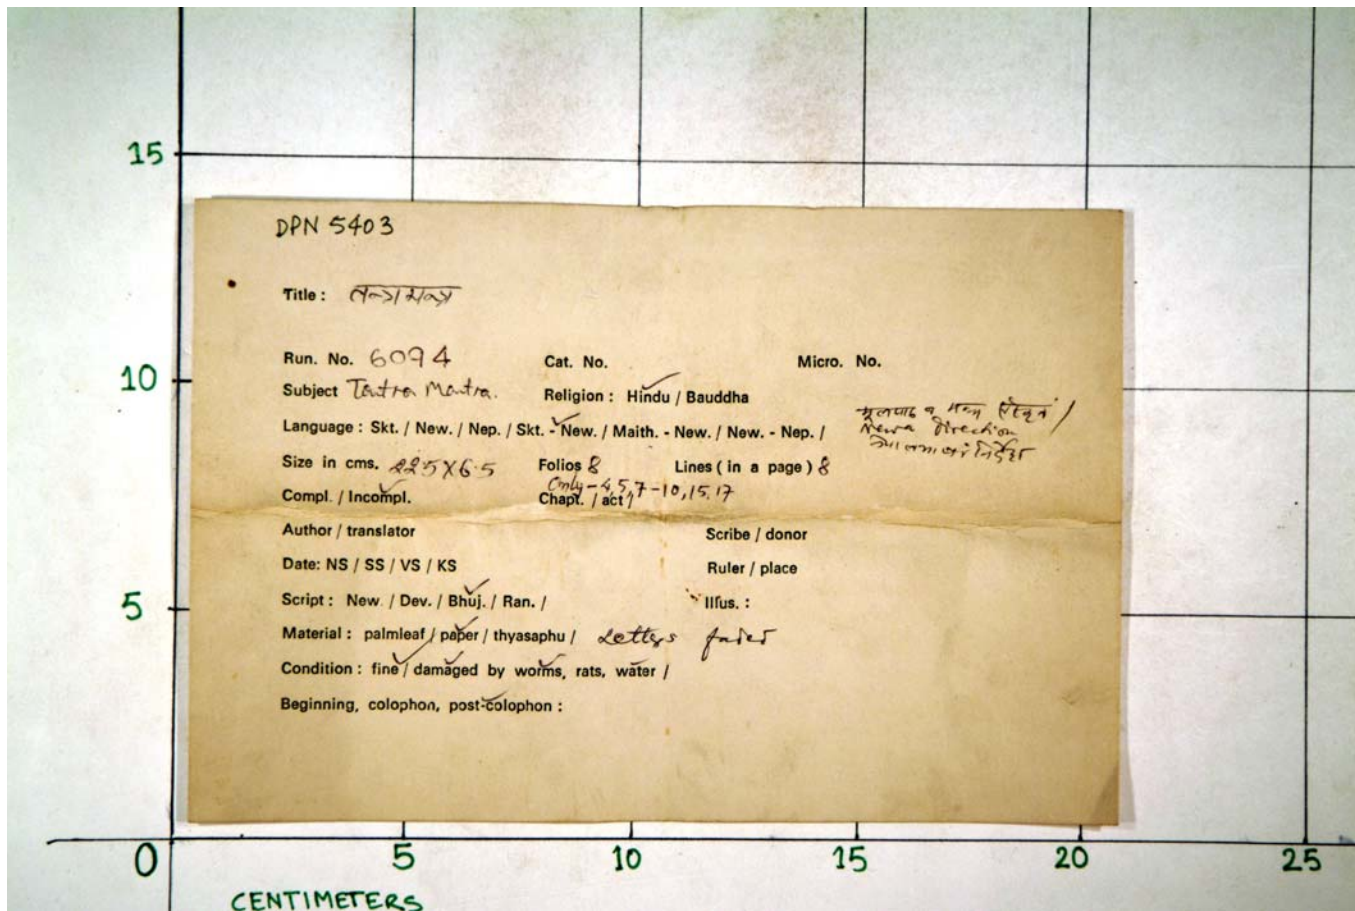 15
DPN 5403
Title : तन्त्रमन्त्र
Run. No. 6094 Cat. No. Micro. No.
10
Subject Tantra Mantra. Religion : Hindu / Bauddha
Language : Skt. / New. / Nep. / Skt. - New. / Maith. - New. / New. - Nep. /
मूलपाठ व मन्त्र संस्कृतं /
Newa Direction
Size in cms. 22.5 X 6.5 Folios 8 Lines ( in a page ) 8
Only - 4, 5, 7 - 10, 15, 17
Compl. / Incompl. Chapt. / act /
Author / translator Scribe / donor
Date: NS / SS / VS / KS Ruler / place
5
Script : New. / Dev. / Bhuj. / Ran. / Illus. :
Material : palmleaf / paper / thyasaphu / Letters faded
Condition : fine / damaged by worms, rats, water /
Beginning, colophon, post-colophon :
0 5 10 15 20 25
CENTIMETERS